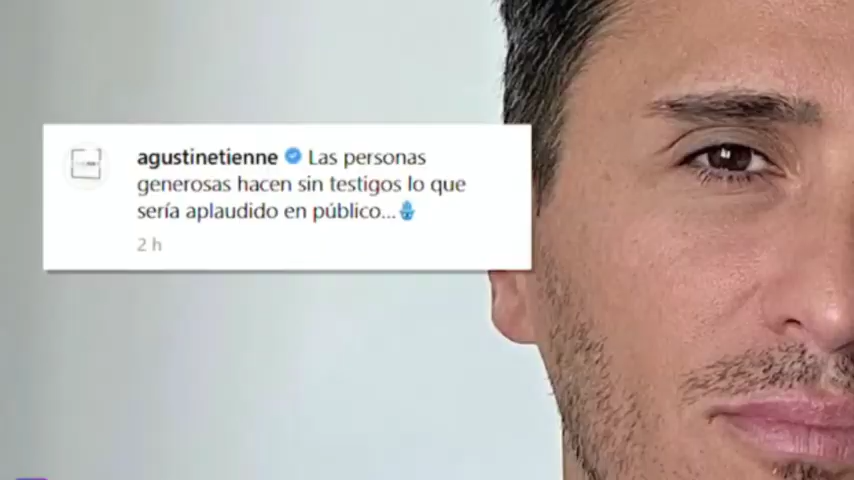 agustinetienne Las personas
generosas hacen sin testigos lo que
sería aplaudido en público...
2 h